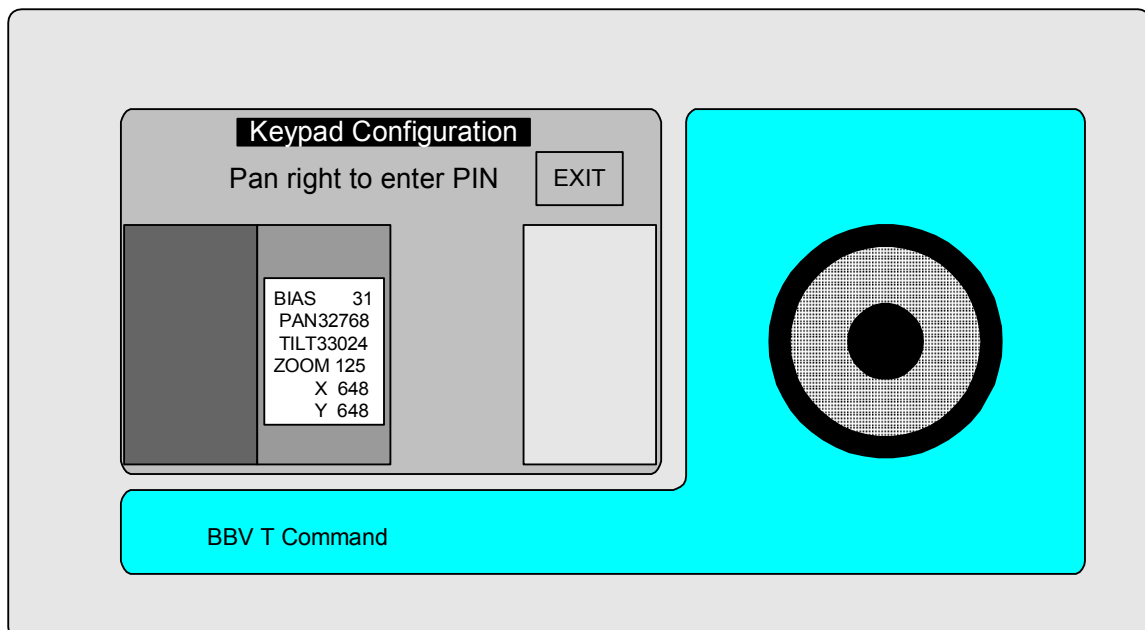 Keypad Configuration
Pan right to enter PIN
EXIT
BIAS 31
PAN32768
TILT33024
ZOOM 125
X 648
Y 648
BBV T Command